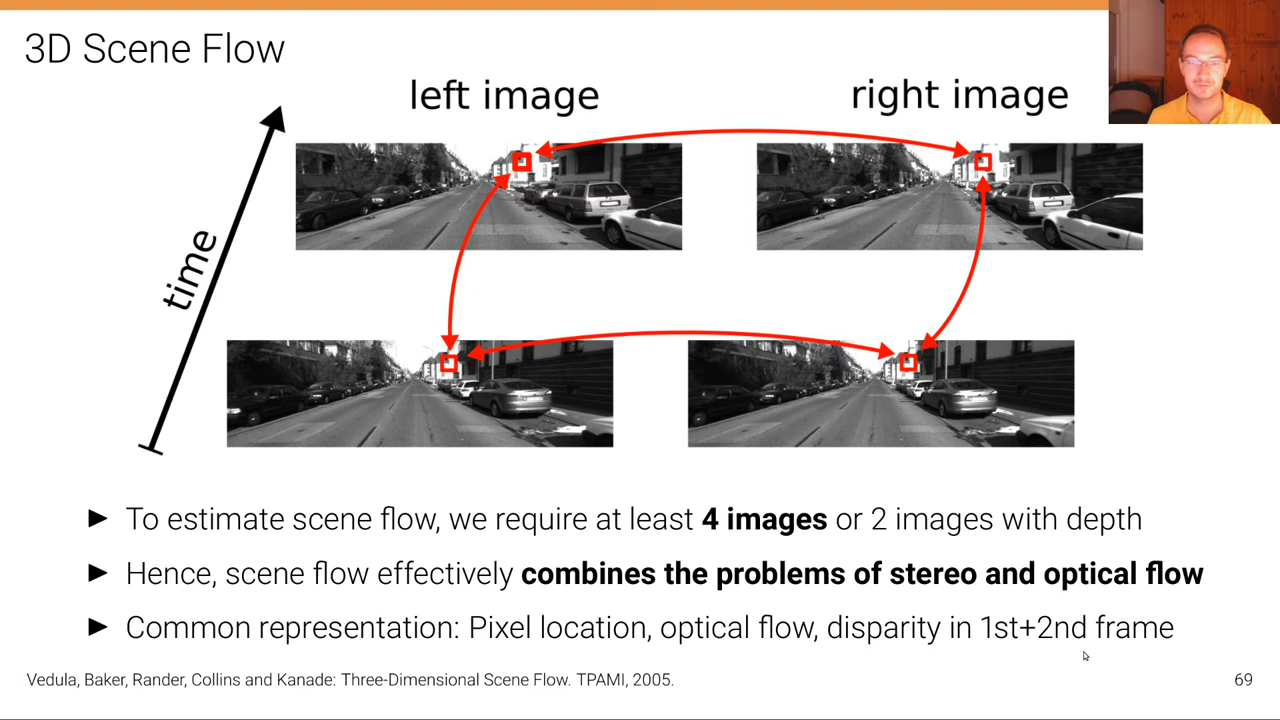 3D Scene Flow
left image
right image
time
► To estimate scene flow, we require at least 4 images or 2 images with depth
► Hence, scene flow effectively combines the problems of stereo and optical flow
► Common representation: Pixel location, optical flow, disparity in 1st+2nd frame
Vedula, Baker, Rander, Collins and Kanade: Three-Dimensional Scene Flow. TPAMI, 2005.
69